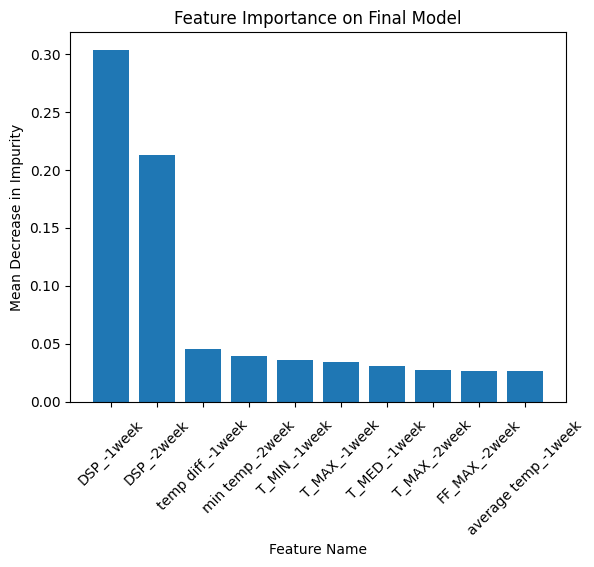 Feature Importance on Final Model
Mean Decrease in Impurity
0.30
0.25
0.20
0.15
0.10
0.05
0.00
DSP_-1week
DSP_-2week
temp diff_-1week
min temp_-2week
T_MIN_-1week
T_MAX_-1week
T_MED_-1week
T_MAX_-2week
FF_MAX_-2week
average temp_-1week
Feature Name